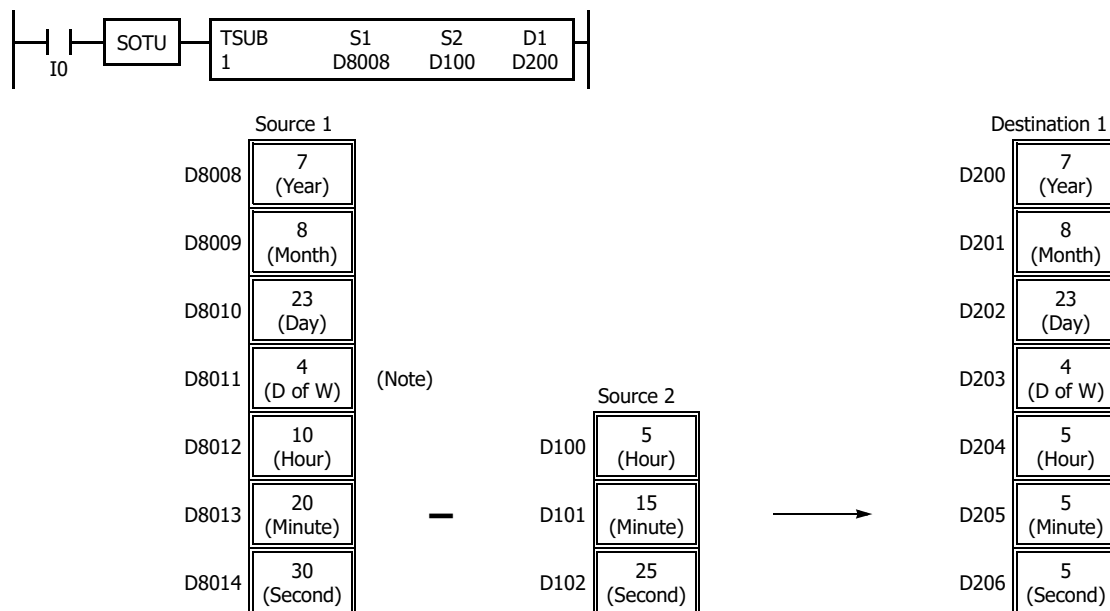 I0
SOTU
TSUB S1 S2 D1
1 D8008 D100 D200
Source 1
Destination 1
D8008 7 (Year)
D200 7 (Year)
D8009 8 (Month)
D201 8 (Month)
D8010 23 (Day)
D202 23 (Day)
D8011 4 (D of W) (Note)
D203 4 (D of W)
Source 2
D8012 10 (Hour)
D100 5 (Hour)
D204 5 (Hour)
D8013 20 (Minute)
–
D101 15 (Minute)
D205 5 (Minute)
D8014 30 (Second)
D102 25 (Second)
D206 5 (Second)